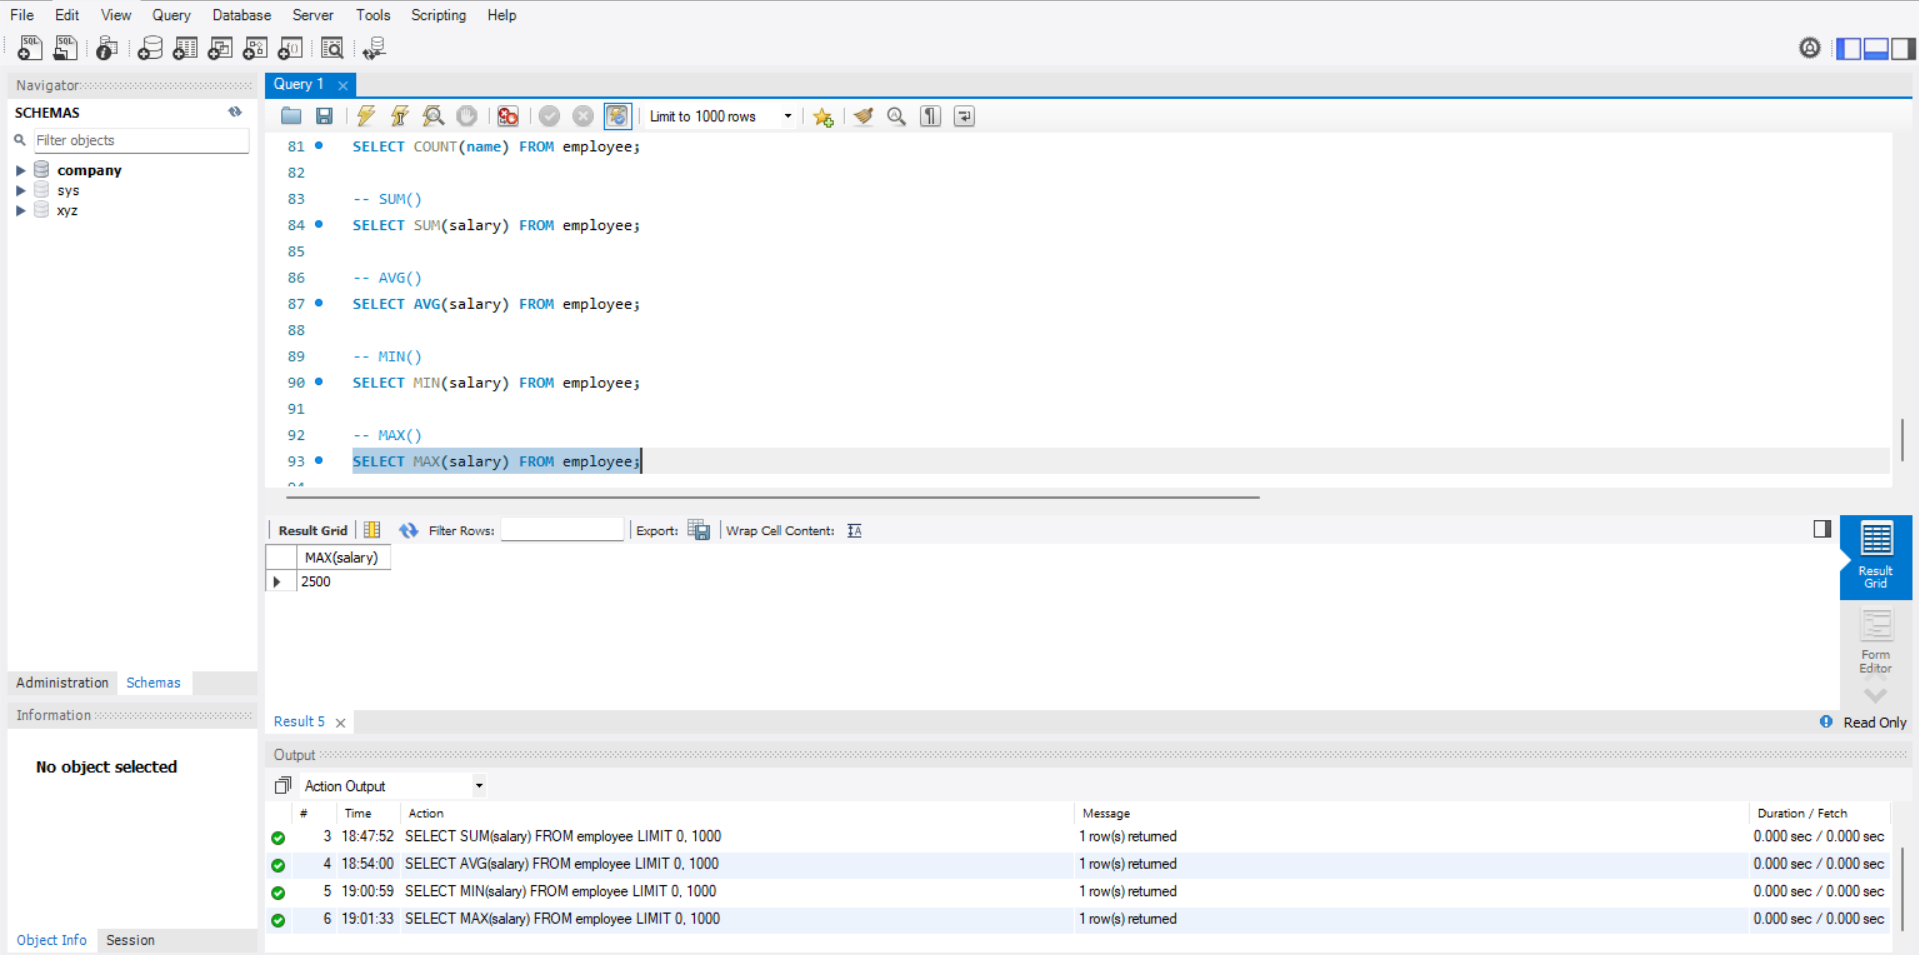 File Edit View Query Database Server Tools Scripting Help
Navigator
SCHEMAS
Filter objects
company
sys
xyz
Administration Schemas
Information
No object selected
Object Info Session
Query 1
Limit to 1000 rows
81 SELECT COUNT(name) FROM employee;
82
83 -- SUM()
84 SELECT SUM(salary) FROM employee;
85
86 -- AVG()
87 SELECT AVG(salary) FROM employee;
88
89 -- MIN()
90 SELECT MIN(salary) FROM employee;
91
92 -- MAX()
93 SELECT MAX(salary) FROM employee;
94
Result Grid Filter Rows: Export: Wrap Cell Content:
MAX(salary)
2500
Result Grid
Form Editor
Result 5
Read Only
Output
Action Output
# Time Action Message Duration / Fetch
3 18:47:52 SELECT SUM(salary) FROM employee LIMIT 0, 1000 1 row(s) returned 0.000 sec / 0.000 sec
4 18:54:00 SELECT AVG(salary) FROM employee LIMIT 0, 1000 1 row(s) returned 0.000 sec / 0.000 sec
5 19:00:59 SELECT MIN(salary) FROM employee LIMIT 0, 1000 1 row(s) returned 0.000 sec / 0.000 sec
6 19:01:33 SELECT MAX(salary) FROM employee LIMIT 0, 1000 1 row(s) returned 0.000 sec / 0.000 sec